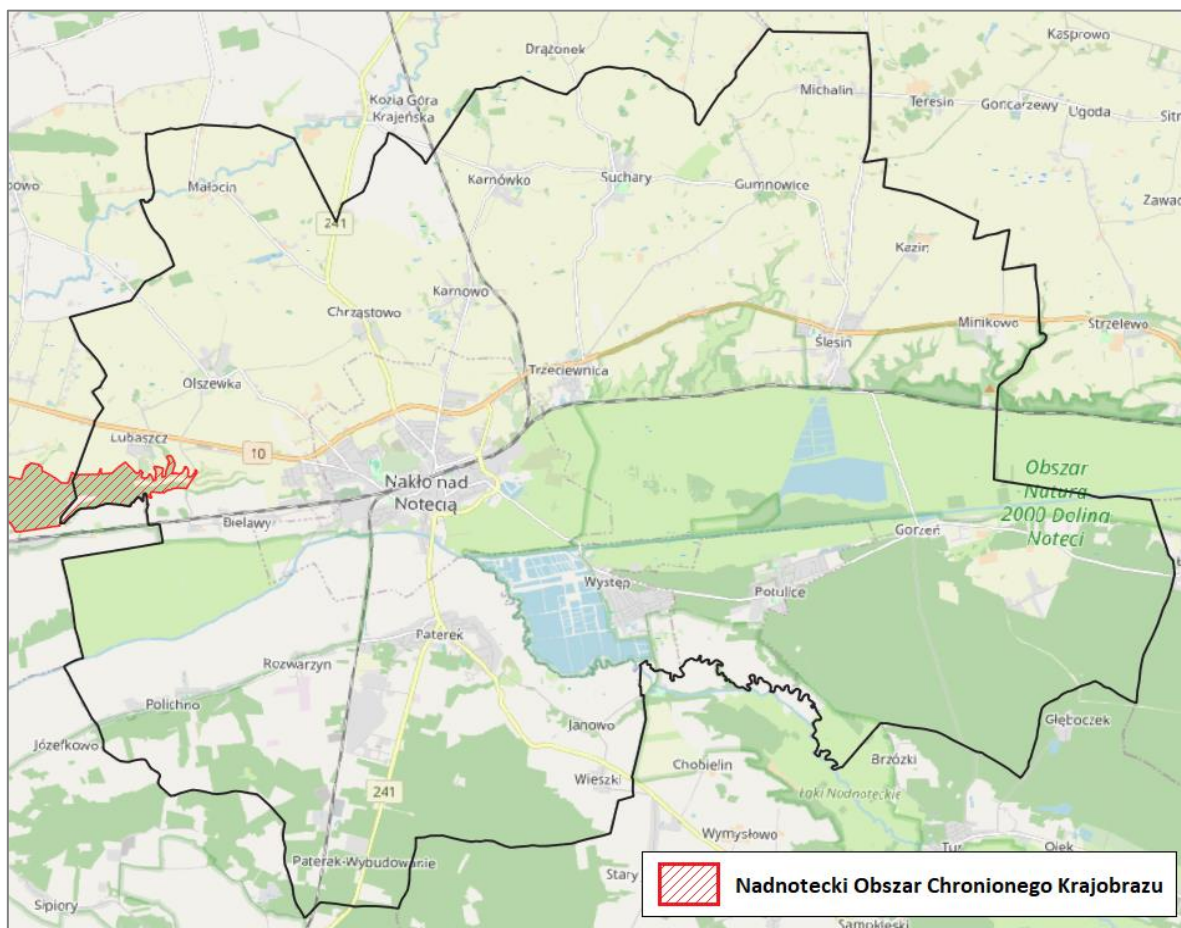 Kasprowo
Drążonek
Michalin
Teresin
Goncarzewy
Ugoda
Kozia Góra
Krajeńska
Małocin
Karnówko
Suchary
Gumnowice
241
Kazin
Karnowo
Chrząstowo
Minikowo
Strzelewo
Ślesin
Trzeciewnica
Olszewka
Lubaszcz
10
Nakło nad
Notecią
Obszar
Natura
2000 Dolina
Noteci
Bielawy
Gorzeń
Występ
Potulice
Paterek
Rozwarzyn
Polichno
Janowo
Głęboczek
Józefkowo
Brzózki
Chobielin
Wieszki
Łąki Nadnoteckie
241
Wymysłowo
Paterek-Wybudowanie
Stary
Sipiory
Nadnotecki Obszar Chronionego Krajobrazu